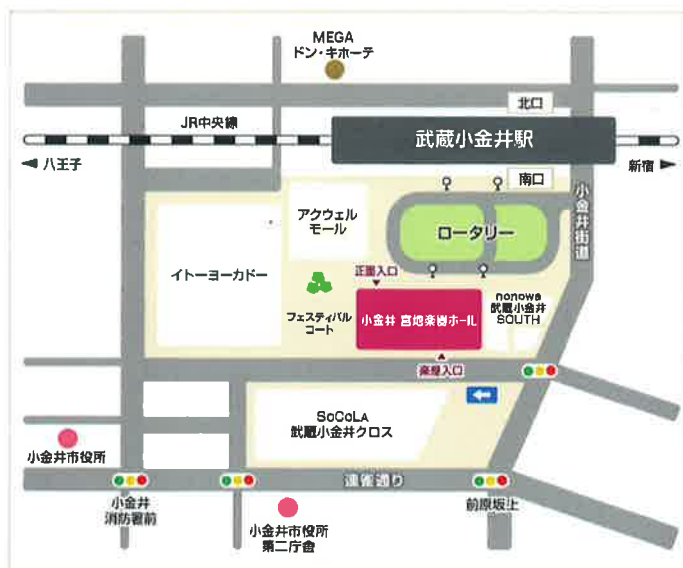 MEGA
ドン・キホーテ
北口
JR中央線
武蔵小金井駅
八王子
新宿
南口
小金井街道
アクウェル
モール
ロータリー
イトーヨーカドー
正面入口
フェスティバル
コート
小金井 宮地楽器ホール
nonowa
武蔵小金井
SOUTH
楽屋入口
SoCoLA
武蔵小金井クロス
小金井市役所
連雀通り
小金井
消防署前
前原坂上
小金井市役所
第二庁舎